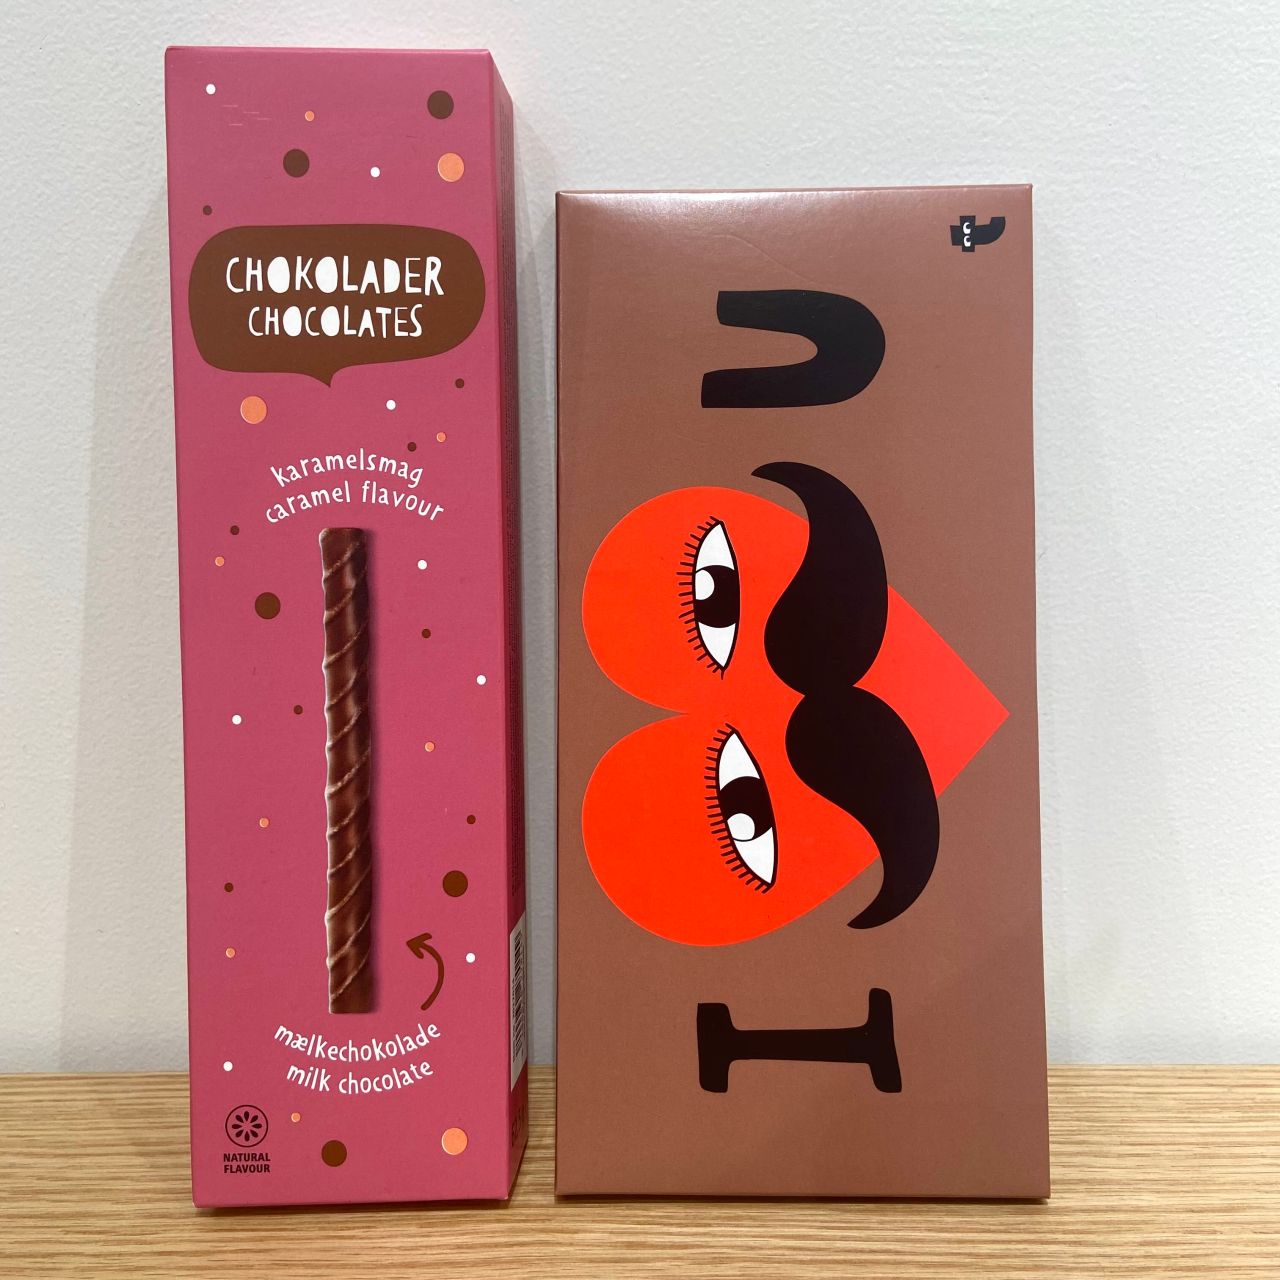 CHOKOLADER
CHOCOLATES
karamelsmag
caramel flavour
mælkechokolade
milk chocolate
NATURAL
FLAVOUR
I U